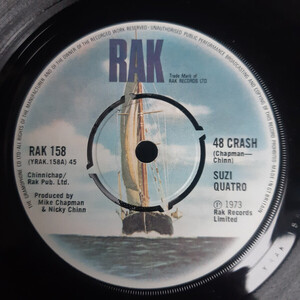 RAK
Trade Mark of
RAK RECORDS LTD
RAK 158
(YRAK.158A) 45
Chinnichap/
Rak Pub. Ltd.
48 CRASH
(Chapman—
Chinn)
SUZI
QUATRO
Produced by
Mike Chapman
& Nicky Chinn
℗ 1973
Rak Records
Limited